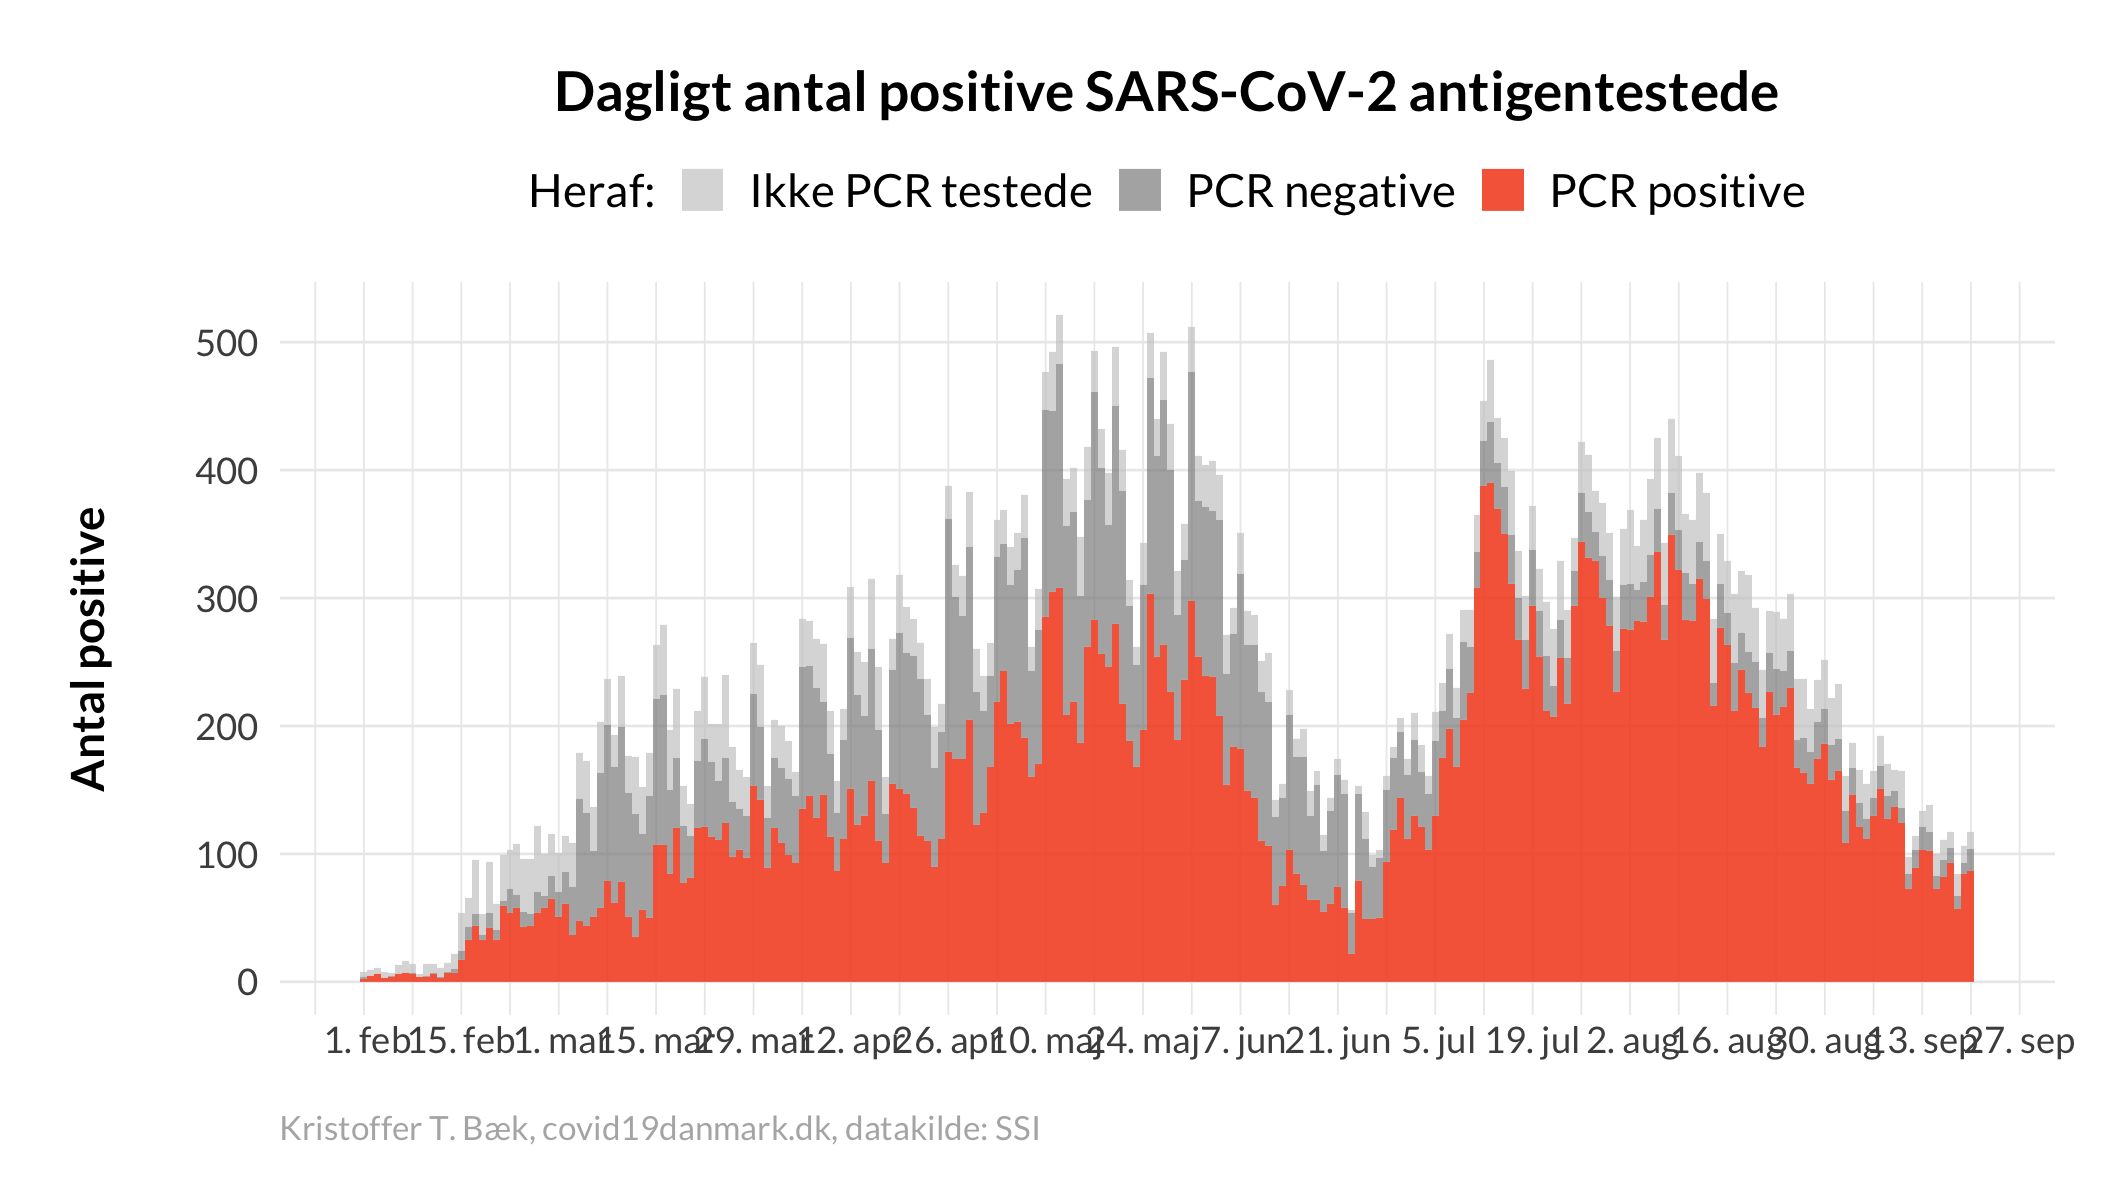 Dagligt antal positive SARS-CoV-2 antigentestede
Heraf: Ikke PCR testede PCR negative PCR positive
Antal positive
500
400
300
200
100
0
1. feb 15. feb 1. mar 15. mar 29. mar 12. apr 26. apr 10. maj 24. maj 7. jun 21. jun 5. jul 19. jul 2. aug 16. aug 30. aug 13. sep 27. sep
Kristoffer T. Bæk, covid19danmark.dk, datakilde: SSI